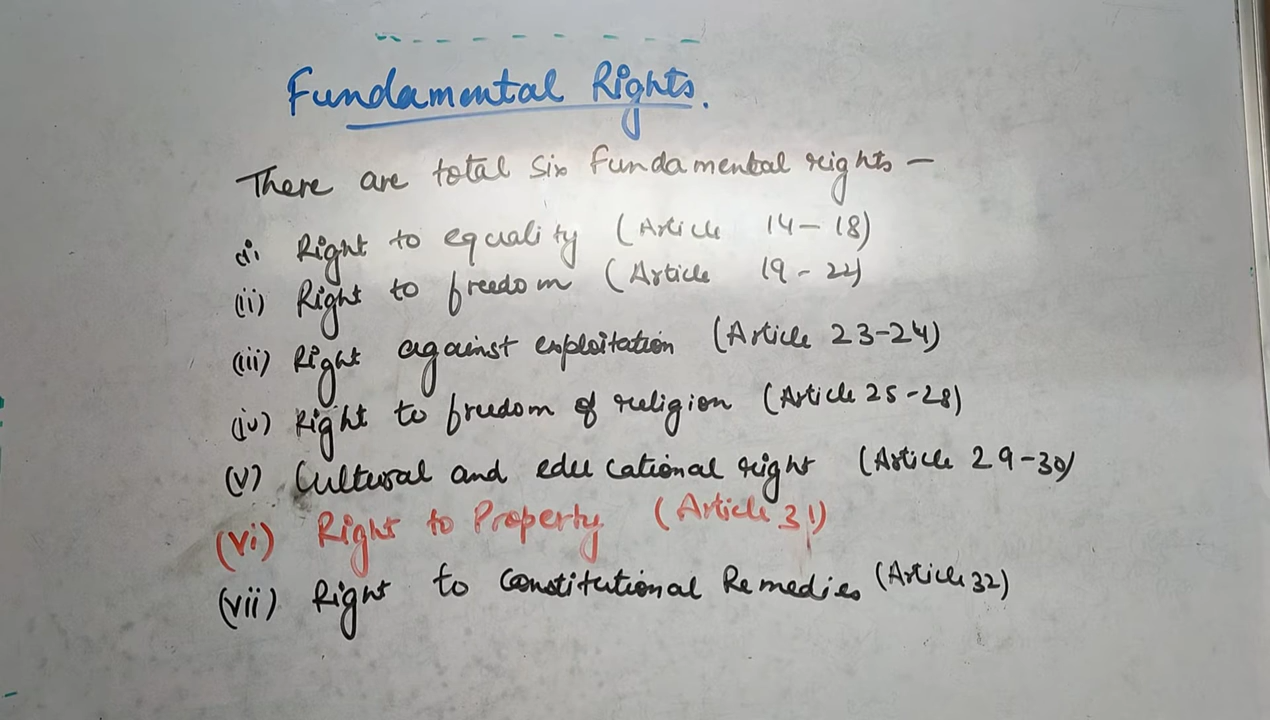 Fundamental Rights.
There are total Six Fundamental rights —
(i) Right to equality (Article 14 - 18)
(ii) Right to freedom (Article 19 - 22)
(iii) Right against exploitation (Article 23-24)
(iv) Right to freedom of religion (Article 25-28)
(v) Cultural and educational right (Article 29-30)
(vi) Right to Property (Article 31)
(vii) Right to Constitutional Remedies (Article 32)